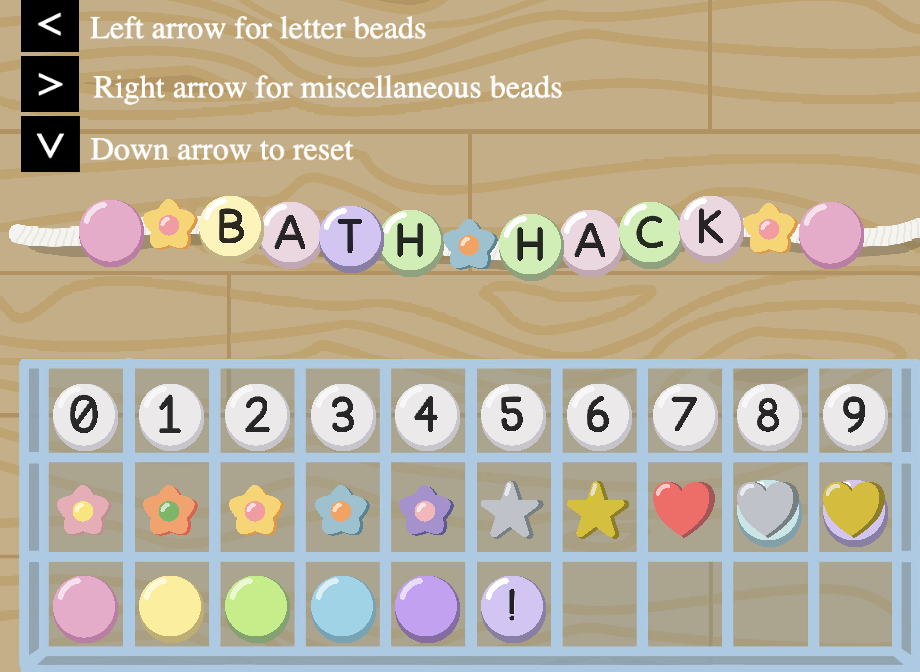 < Left arrow for letter beads
> Right arrow for miscellaneous beads
V Down arrow to reset
BATH HACK
0 1 2 3 4 5 6 7 8 9
!